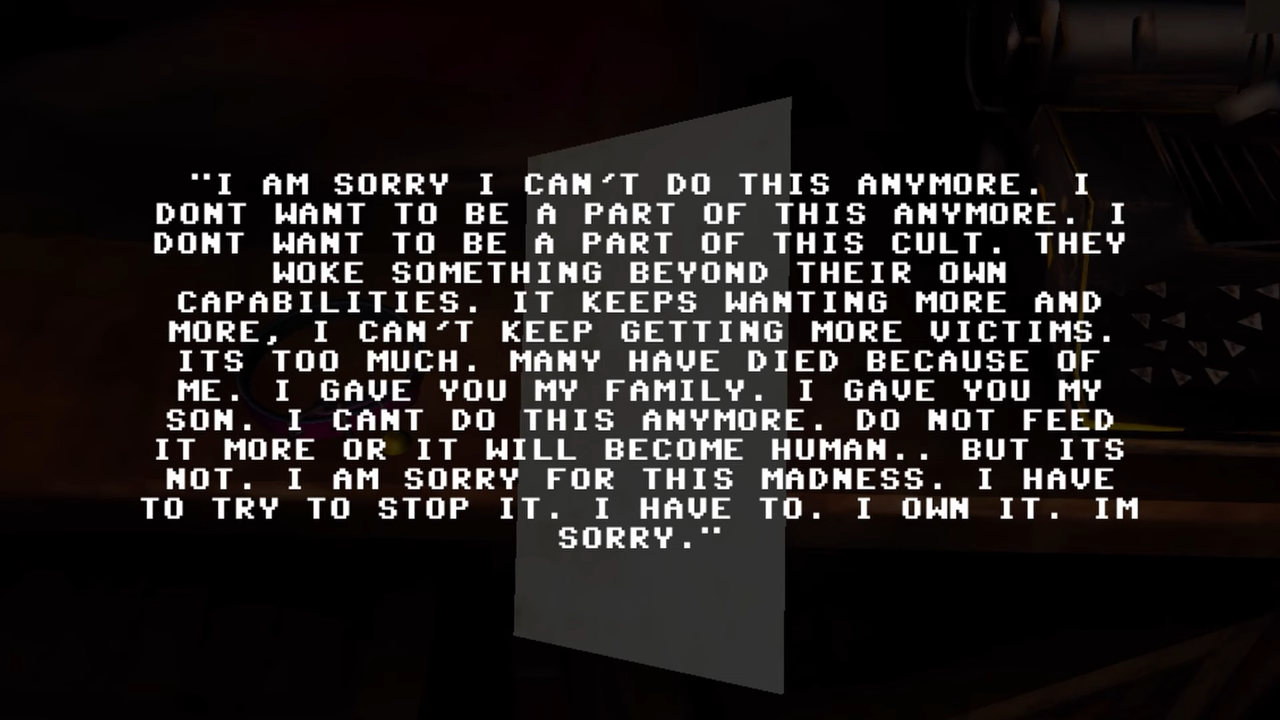 "I AM SORRY I CAN'T DO THIS ANYMORE. I
DONT WANT TO BE A PART OF THIS ANYMORE. I
DONT WANT TO BE A PART OF THIS CULT. THEY
WOKE SOMETHING BEYOND THEIR OWN
CAPABILITIES. IT KEEPS WANTING MORE AND
MORE, I CAN'T KEEP GETTING MORE VICTIMS.
ITS TOO MUCH. MANY HAVE DIED BECAUSE OF
ME. I GAVE YOU MY FAMILY. I GAVE YOU MY
SON. I CANT DO THIS ANYMORE. DO NOT FEED
IT MORE OR IT WILL BECOME HUMAN.. BUT ITS
NOT. I AM SORRY FOR THIS MADNESS. I HAVE
TO TRY TO STOP IT. I HAVE TO. I OWN IT. IM
SORRY."